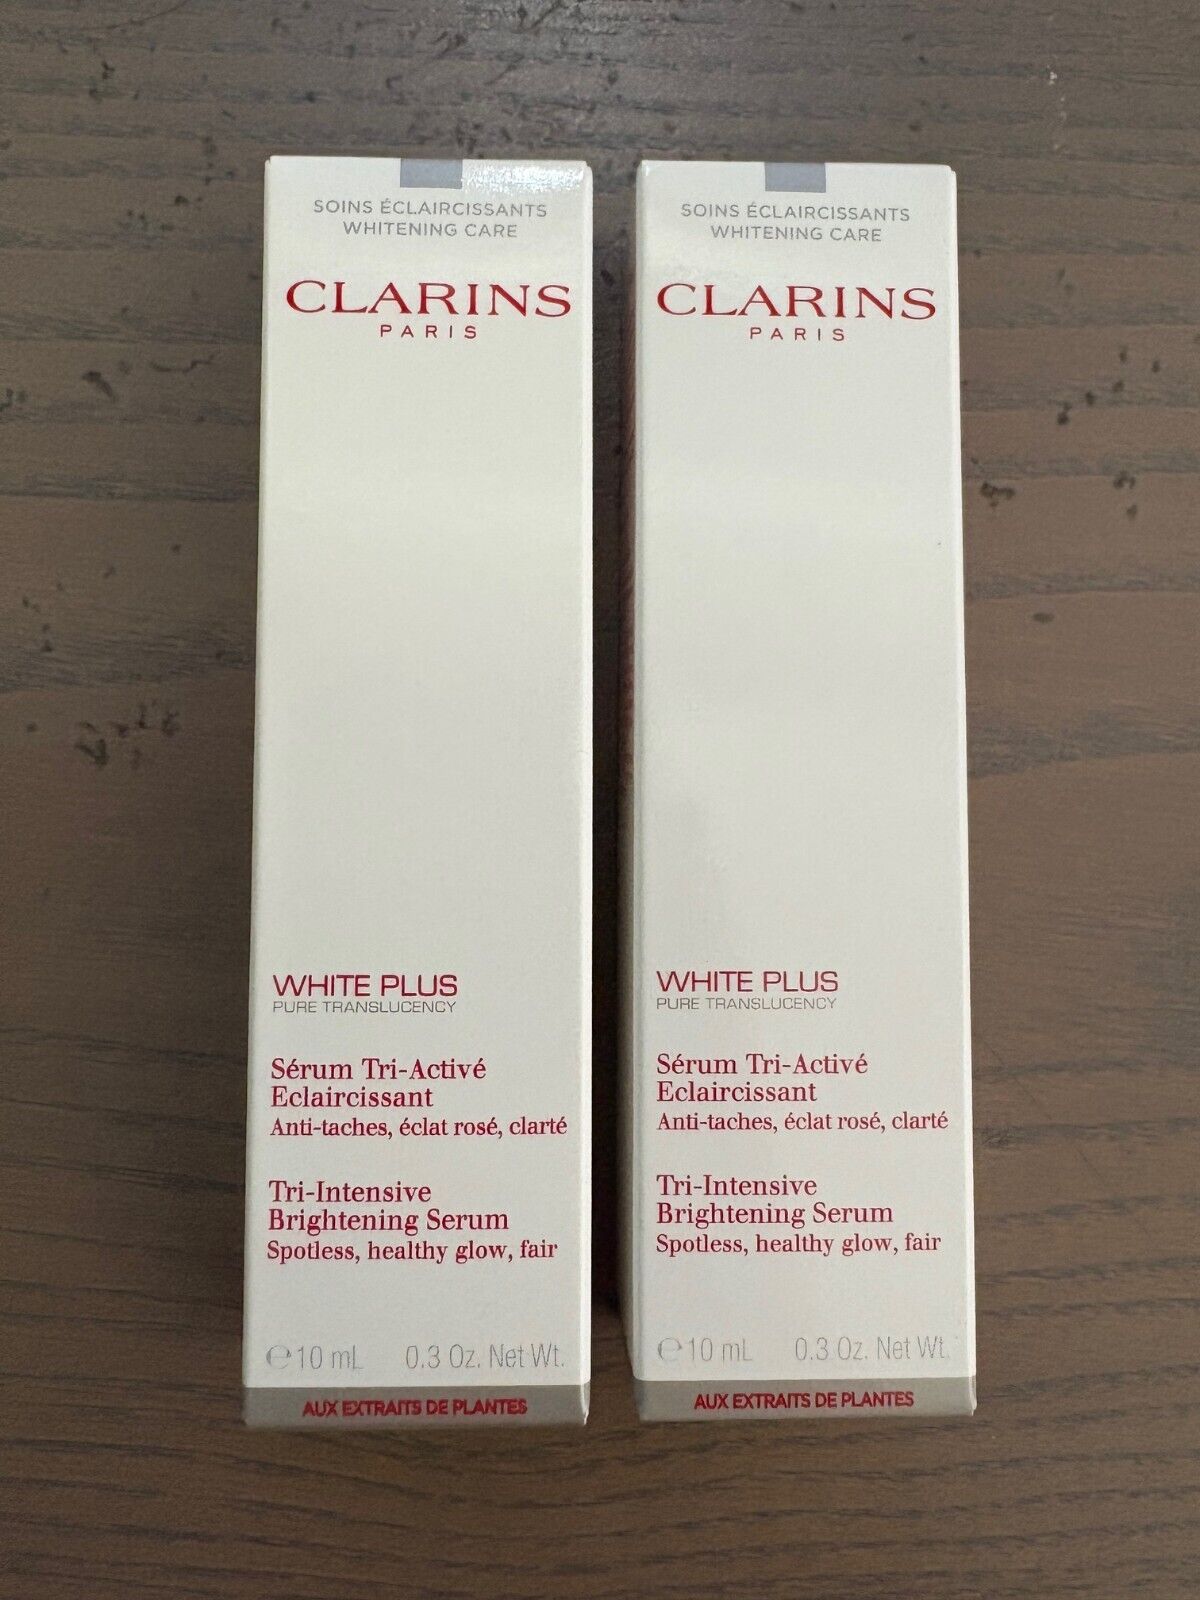 SOINS ÉCLAIRCISSANTS
WHITENING CARE
CLARINS
PARIS
WHITE PLUS
PURE TRANSLUCENCY
Sérum Tri-Activé
Eclaircissant
Anti-taches, éclat rosé, clarté
Tri-Intensive
Brightening Serum
Spotless, healthy glow, fair
℮10 mL 0.3 Oz. Net Wt.
AUX EXTRAITS DE PLANTES
SOINS ÉCLAIRCISSANTS
WHITENING CARE
CLARINS
PARIS
WHITE PLUS
PURE TRANSLUCENCY
Sérum Tri-Activé
Eclaircissant
Anti-taches, éclat rosé, clarté
Tri-Intensive
Brightening Serum
Spotless, healthy glow, fair
℮10 mL 0.3 Oz. Net Wt.
AUX EXTRAITS DE PLANTES